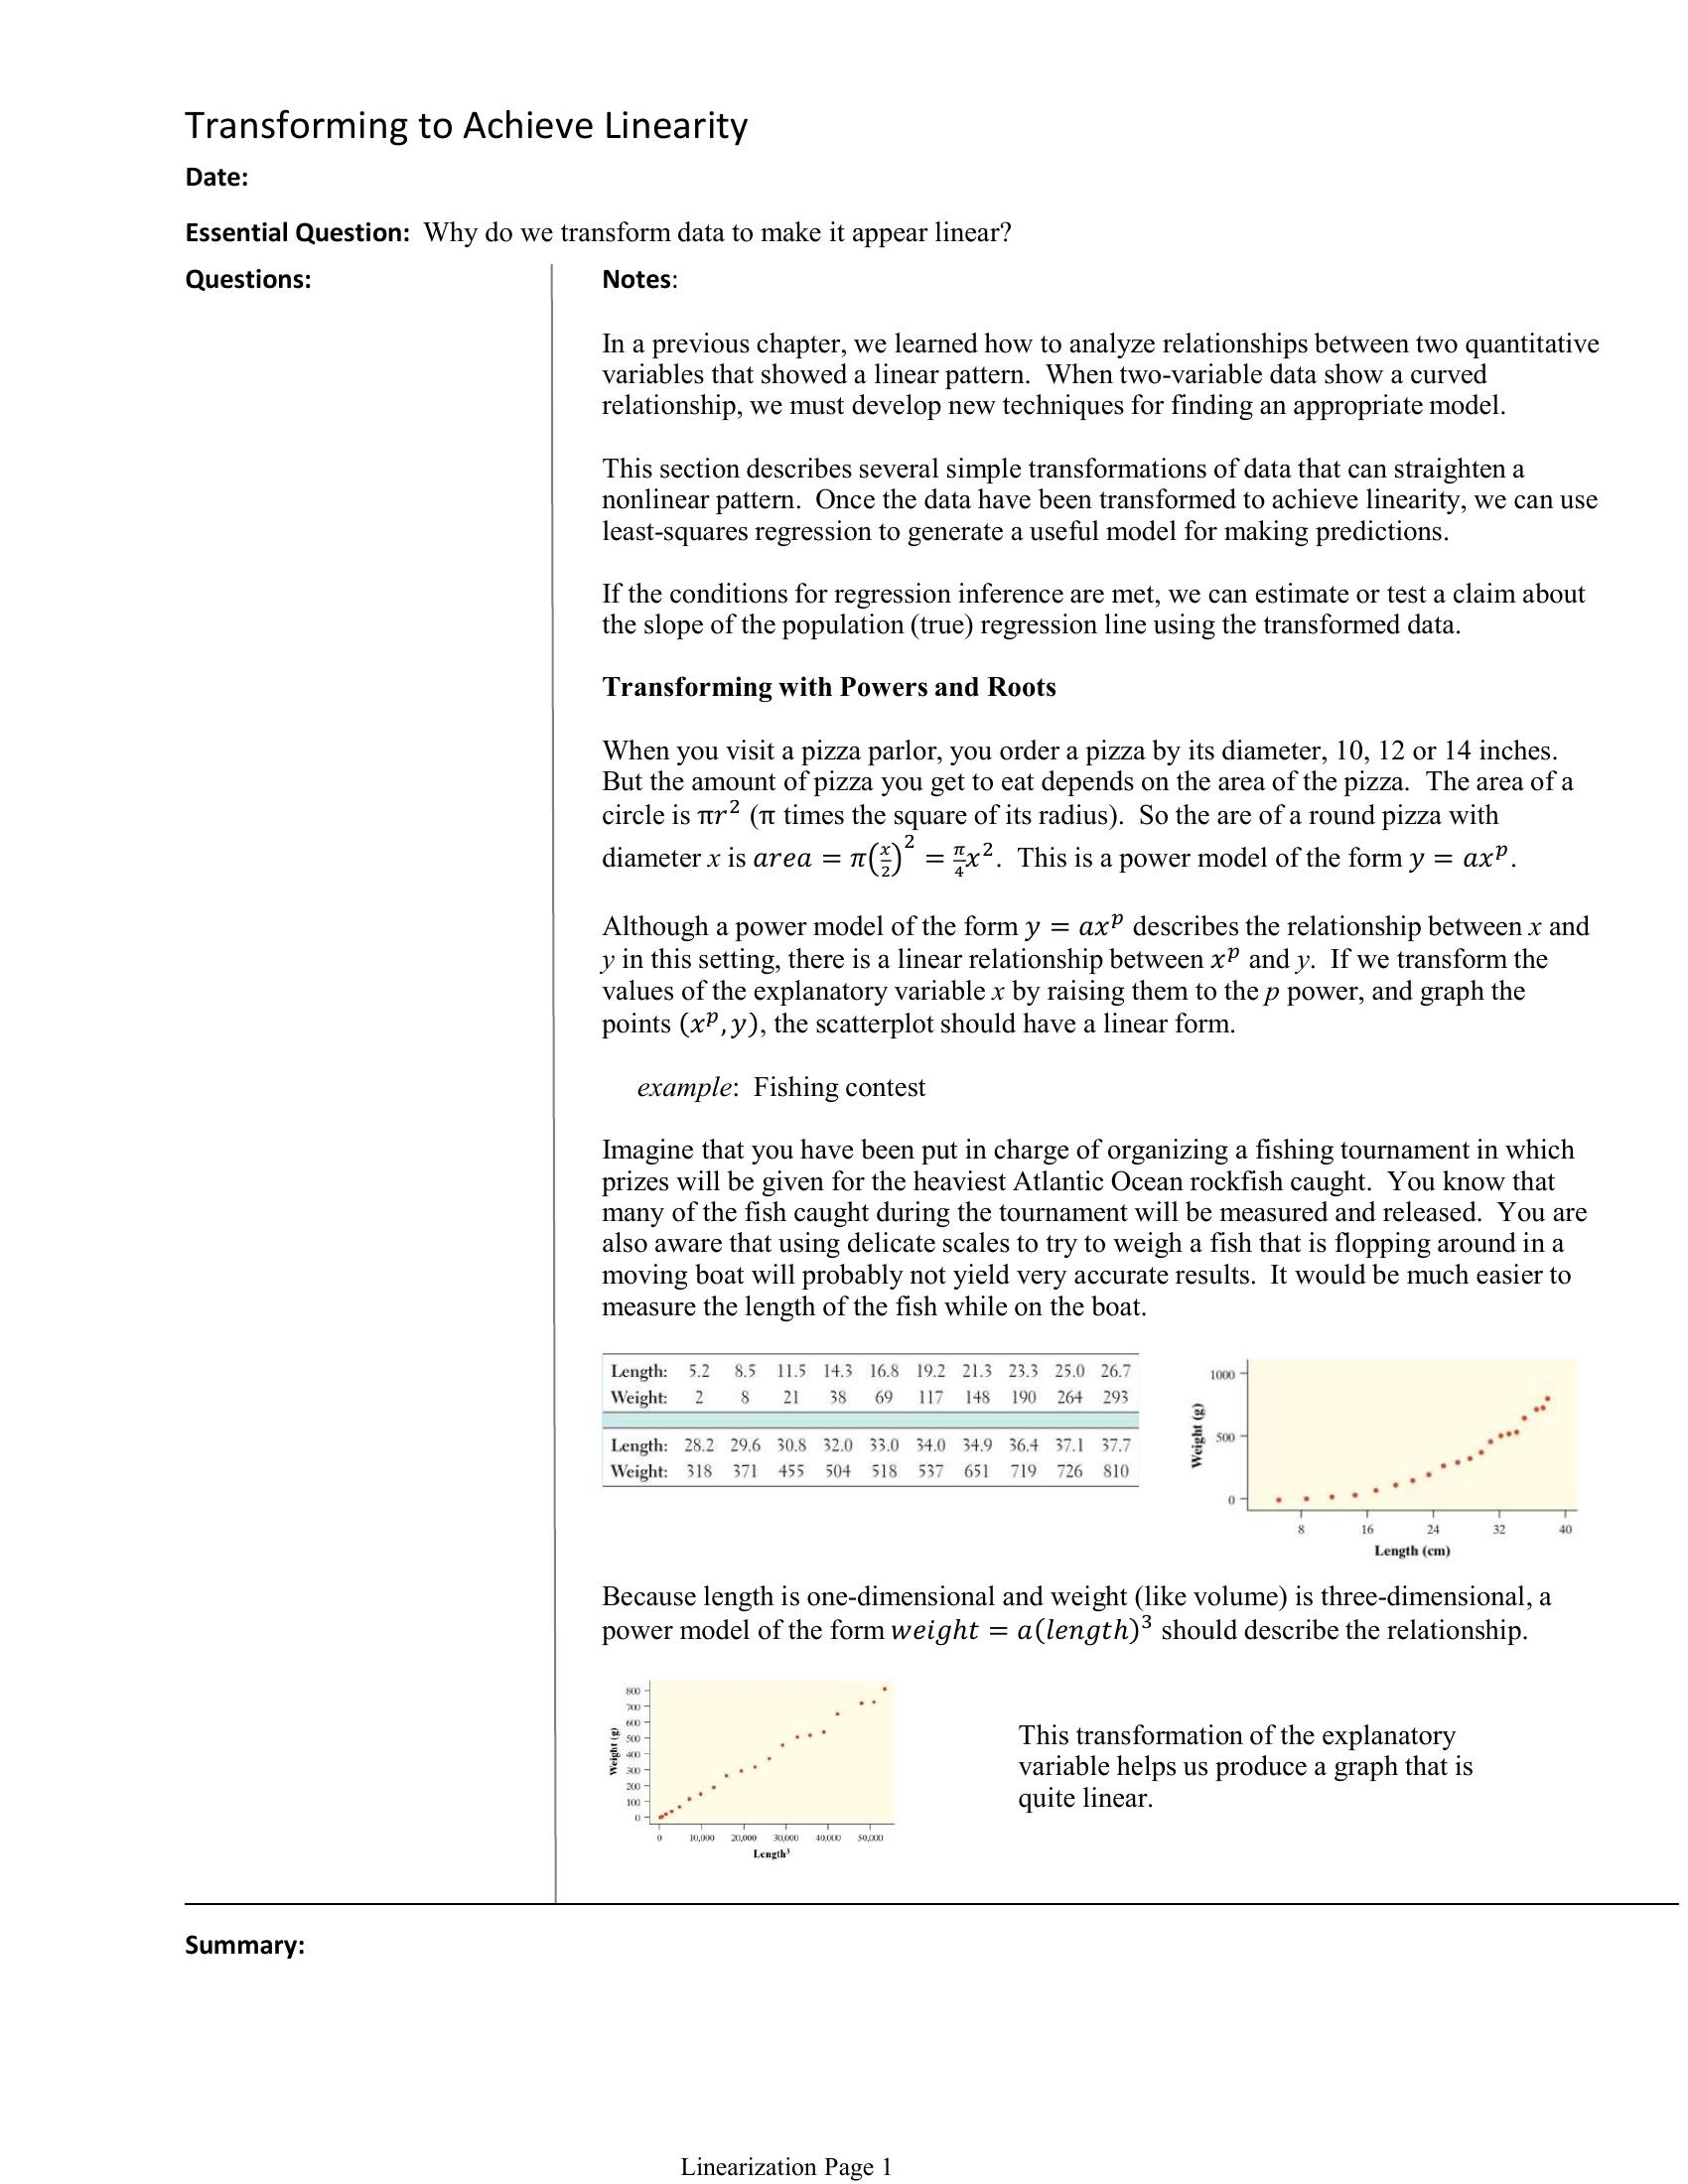 Transforming to Achieve Linearity
Date:
Essential Question: Why do we transform data to make it appear linear?
Questions:
Notes:
In a previous chapter, we learned how to analyze relationships between two quantitative
variables that showed a linear pattern. When two-variable data show a curved
relationship, we must develop new techniques for finding an appropriate model.
This section describes several simple transformations of data that can straighten a
nonlinear pattern. Once the data have been transformed to achieve linearity, we can use
least-squares regression to generate a useful model for making predictions.
If the conditions for regression inference are met, we can estimate or test a claim about
the slope of the population (true) regression line using the transformed data.
Transforming with Powers and Roots
When you visit a pizza parlor, you order a pizza by its diameter, 10, 12 or 14 inches.
But the amount of pizza you get to eat depends on the area of the pizza. The area of a
circle is πr² (π times the square of its radius). So the are of a round pizza with
diameter x is area = π(x/2)² = π/4 x². This is a power model of the form y = axᵖ.
Although a power model of the form y = axᵖ describes the relationship between x and
y in this setting, there is a linear relationship between xᵖ and y. If we transform the
values of the explanatory variable x by raising them to the p power, and graph the
points (xᵖ, y), the scatterplot should have a linear form.
example: Fishing contest
Imagine that you have been put in charge of organizing a fishing tournament in which
prizes will be given for the heaviest Atlantic Ocean rockfish caught. You know that
many of the fish caught during the tournament will be measured and released. You are
also aware that using delicate scales to try to weigh a fish that is flopping around in a
moving boat will probably not yield very accurate results. It would be much easier to
measure the length of the fish while on the boat.
Length: 5.2 8.5 11.5 14.3 16.8 19.2 21.3 23.3 25.0 26.7
Weight: 2 8 21 38 69 117 148 190 264 293
Length: 28.2 29.6 30.8 32.0 33.0 34.0 34.9 36.4 37.1 37.7
Weight: 318 371 455 504 518 537 651 719 726 810
Weight (g)
1000
500
0
8 16 24 32 40
Length (cm)
Because length is one-dimensional and weight (like volume) is three-dimensional, a
power model of the form weight = a(length)³ should describe the relationship.
Weight (g)
800
700
600
500
400
300
200
100
0
0 10,000 20,000 30,000 40,000 50,000
Length³
This transformation of the explanatory
variable helps us produce a graph that is
quite linear.
Summary:
Linearization Page 1